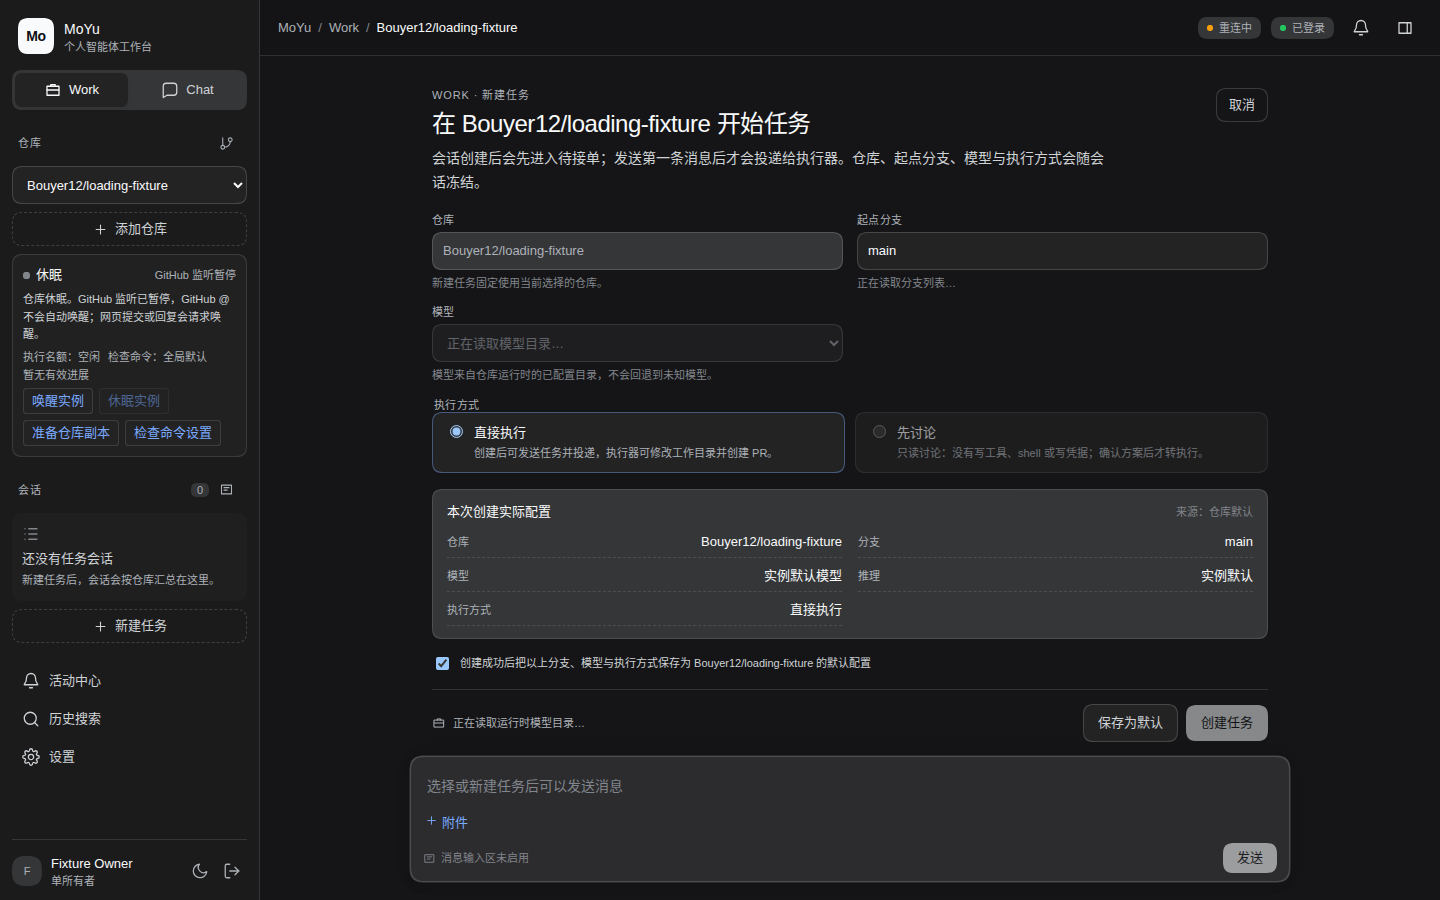 Mo
MoYu
个人智能体工作台
Work
Chat
仓库
Bouyer12/loading-fixture
添加仓库
休眠
GitHub 监听暂停
仓库休眠。GitHub 监听已暂停，GitHub @
不会自动唤醒；网页提交或回复会请求唤
醒。
执行名额：空闲 检查命令：全局默认
暂无有效进展
唤醒实例
休眠实例
准备仓库副本
检查命令设置
会话
0
还没有任务会话
新建任务后，会话会按仓库汇总在这里。
新建任务
活动中心
历史搜索
设置
F
Fixture Owner
单所有者
MoYu / Work / Bouyer12/loading-fixture
重连中
已登录
WORK · 新建任务
在 Bouyer12/loading-fixture 开始任务
取消
会话创建后会先进入待接单；发送第一条消息后才会投递给执行器。仓库、起点分支、模型与执行方式会随会
话冻结。
仓库
Bouyer12/loading-fixture
新建任务固定使用当前选择的仓库。
起点分支
main
正在读取分支列表…
模型
正在读取模型目录…
模型来自仓库运行时的已配置目录，不会回退到未知模型。
执行方式
直接执行
创建后可发送任务并投递，执行器可修改工作目录并创建 PR。
先讨论
只读讨论：没有写工具、shell 或写凭据；确认方案后才转执行。
本次创建实际配置
来源：仓库默认
仓库
Bouyer12/loading-fixture
分支
main
模型
实例默认模型
推理
实例默认
执行方式
直接执行
创建成功后把以上分支、模型与执行方式保存为 Bouyer12/loading-fixture 的默认配置
正在读取运行时模型目录…
保存为默认
创建任务
选择或新建任务后可以发送消息
附件
消息输入区未启用
发送